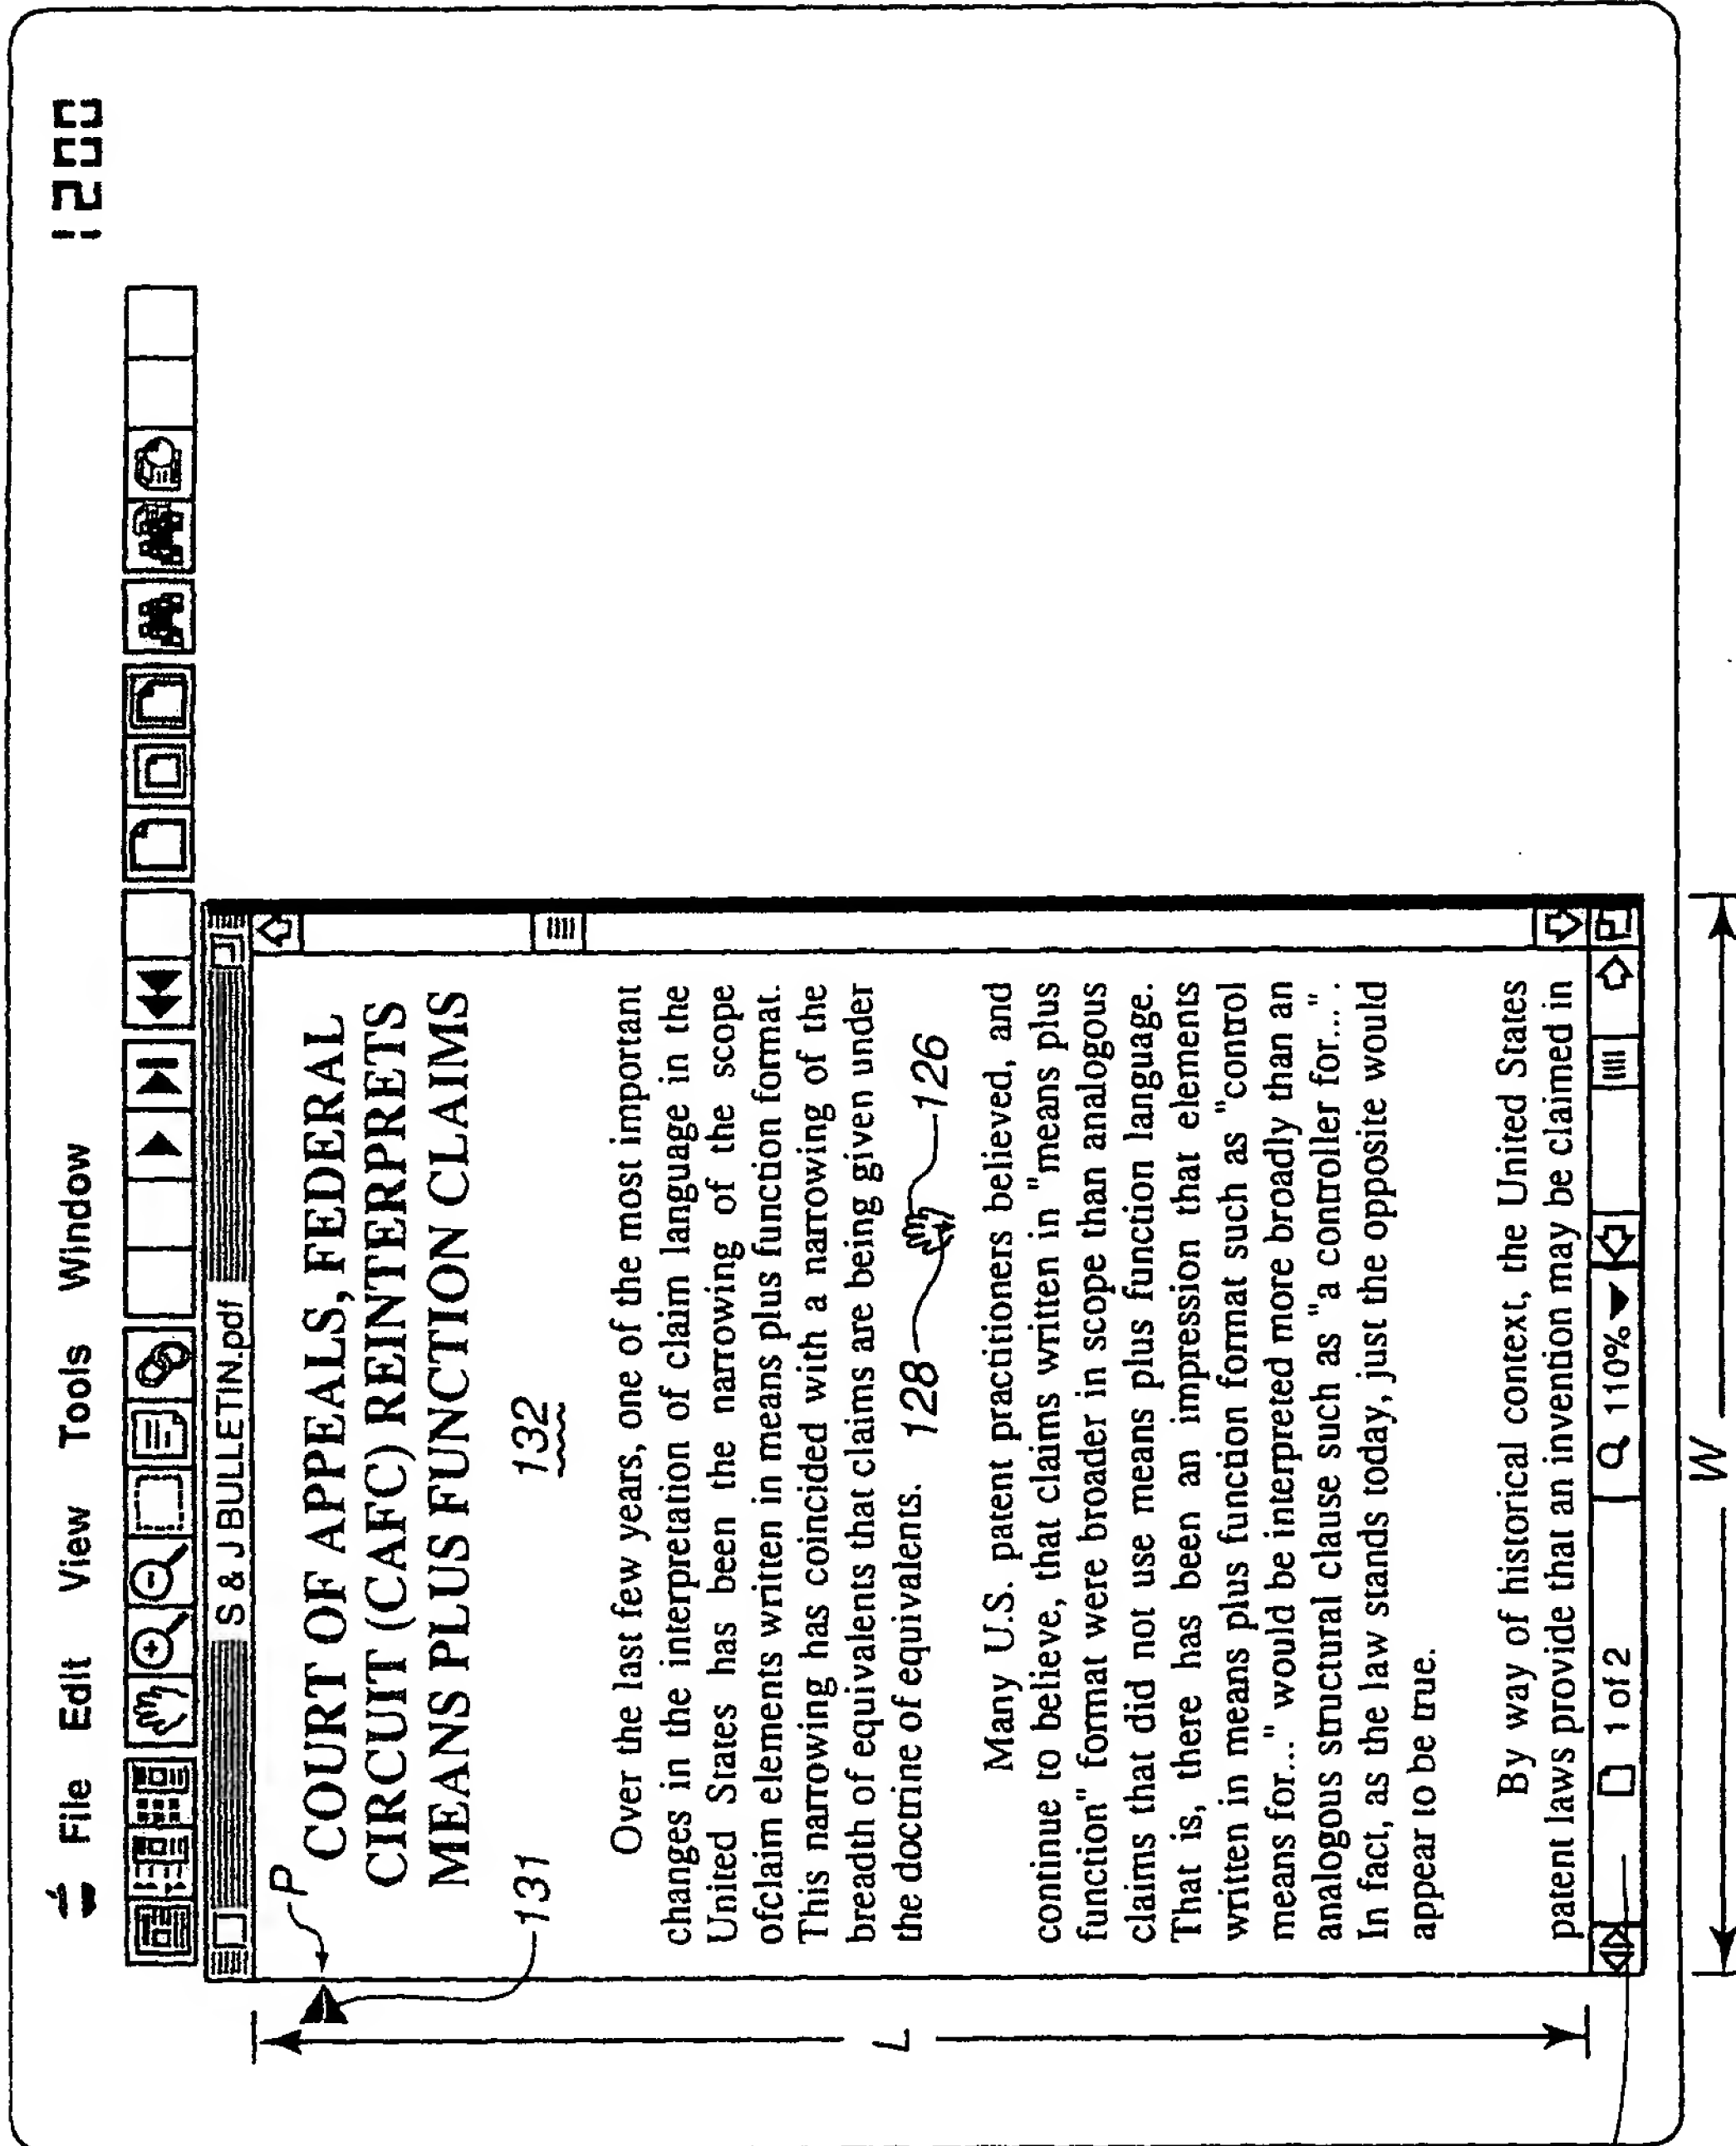 1200
File Edit View Tools Window
S & J BULLETIN.pdf
P
COURT OF APPEALS, FEDERAL
CIRCUIT (CAFC) REINTERPRETS
MEANS PLUS FUNCTION CLAIMS
131
132
Over the last few years, one of the most important
changes in the interpretation of claim language in the
United States has been the narrowing of the scope
ofclaim elements written in means plus function format.
This narrowing has coincided with a narrowing of the
breadth of equivalents that claims are being given under
the doctrine of equivalents. 128 126
Many U.S. patent practitioners believed, and
continue to believe, that claims written in "means plus
function" format were broader in scope than analogous
claims that did not use means plus function language.
That is, there has been an impression that elements
written in means plus function format such as "control
means for..." would be interpreted more broadly than an
analogous structural clause such as "a controller for...".
In fact, as the law stands today, just the opposite would
appear to be true.
By way of historical context, the United States
patent laws provide that an invention may be claimed in
1 of 2 110%
L
W